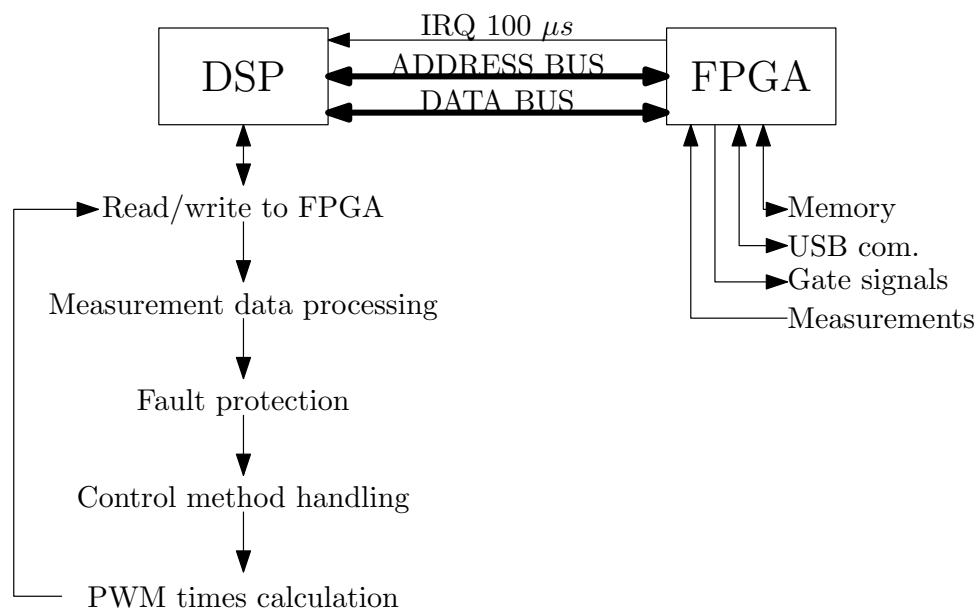 IRQ 100 μs
DSP
ADDRESS BUS
FPGA
DATA BUS
Read/write to FPGA
Memory
USB com.
Gate signals
Measurement data processing
Measurements
Fault protection
Control method handling
PWM times calculation